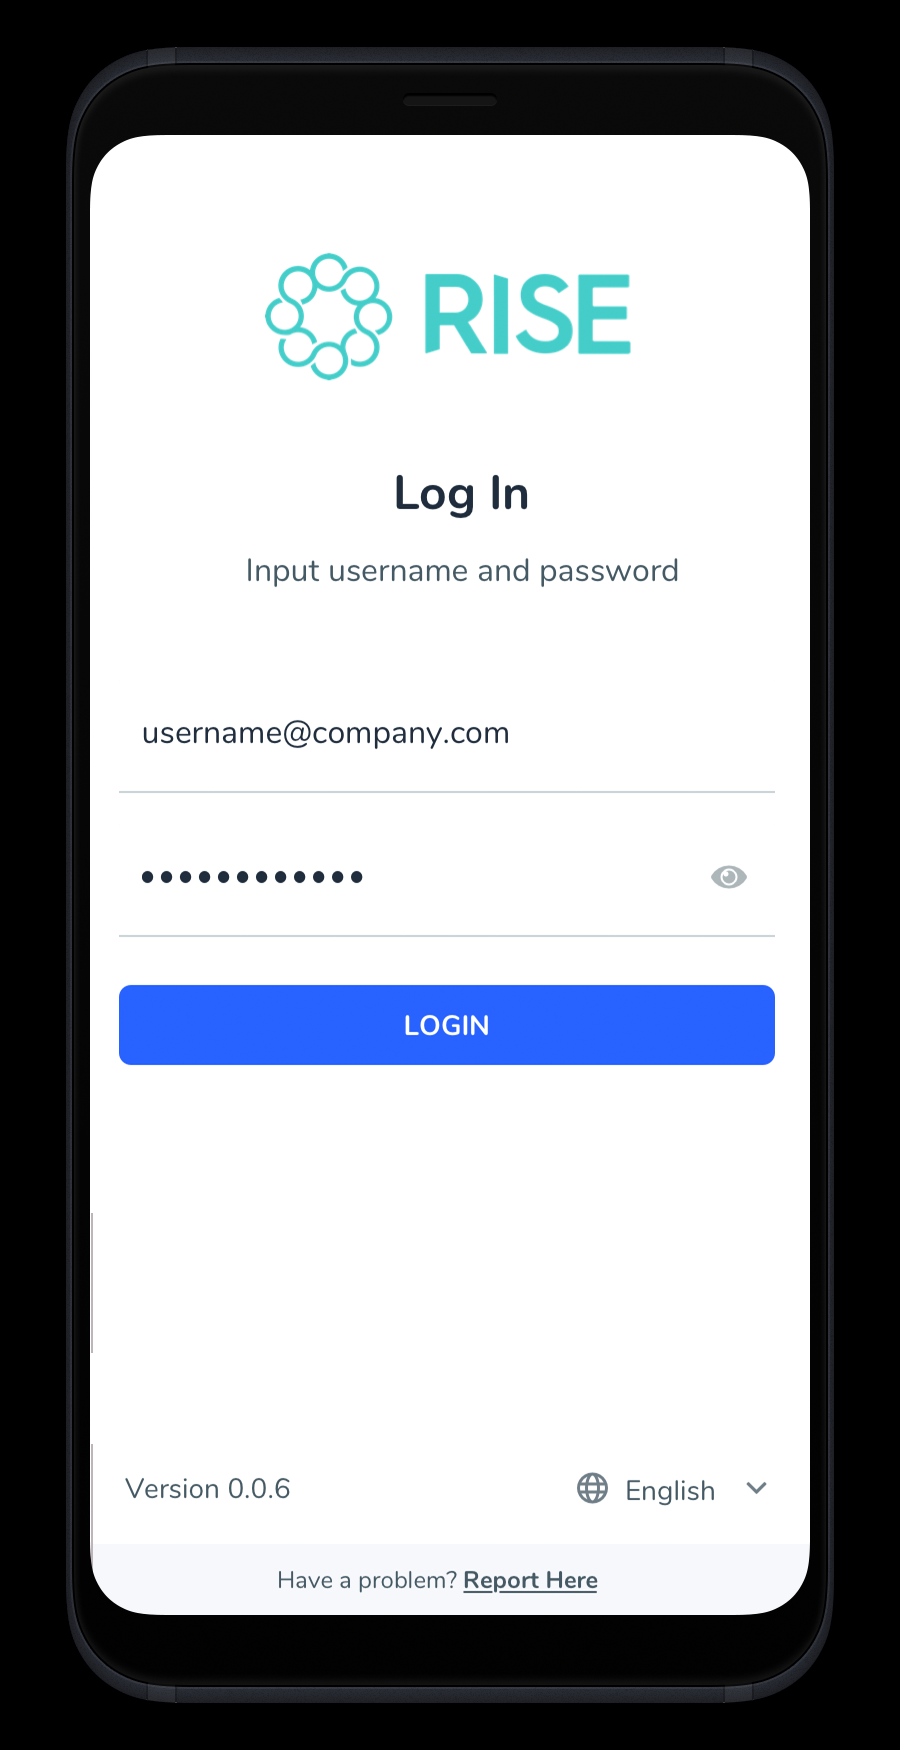 RISE
Log In
Input username and password
username@company.com
••••••••••••
LOGIN
Version 0.0.6
English
Have a problem? Report Here